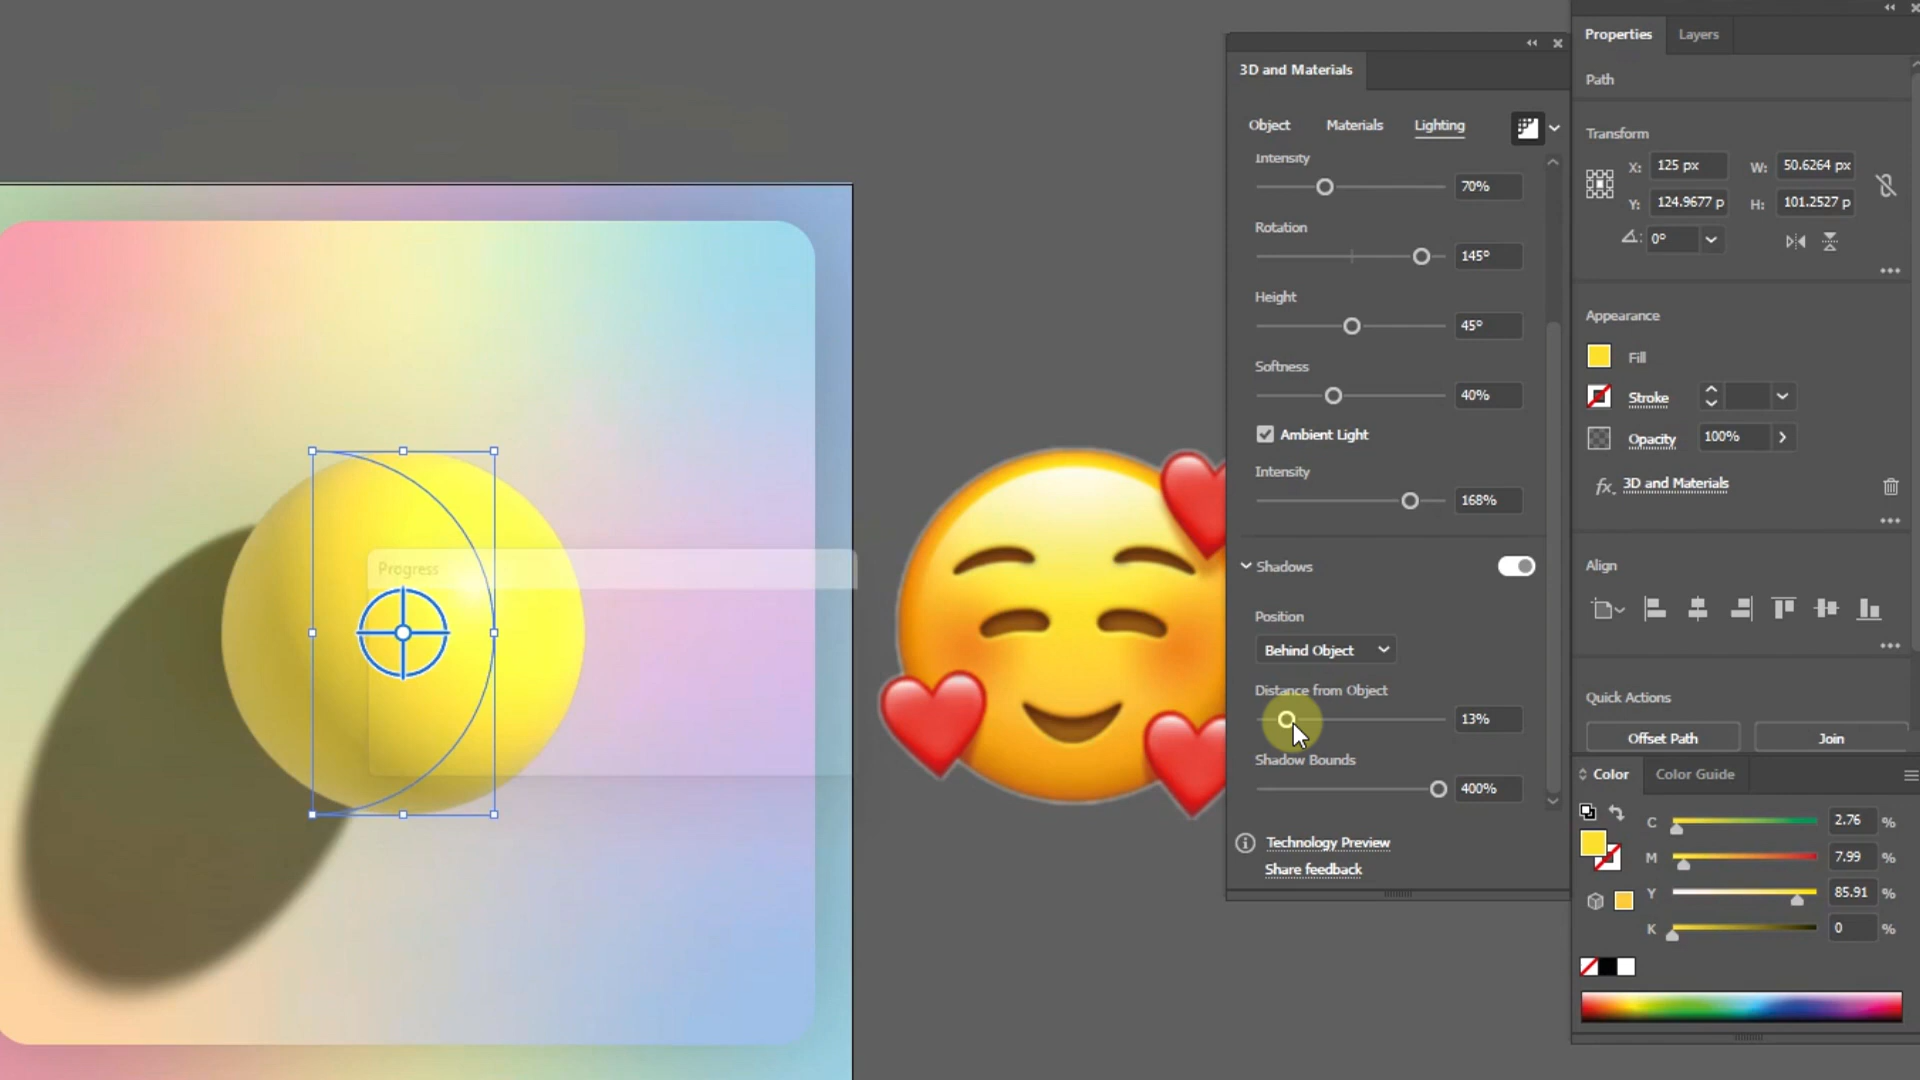 Properties
Layers
Path
Transform
X: 125 px
W: 50.6264 px
Y: 124.9677 p
H: 101.2527 p
0°
Appearance
Fill
Stroke
Opacity
100%
fx. 3D and Materials
Align
Quick Actions
Offset Path
Join
Color
Color Guide
C 2.76 %
M 7.99 %
Y 85.91 %
K 0 %
3D and Materials
Object
Materials
Lighting
Intensity
70%
Rotation
145°
Height
45°
Softness
40%
Ambient Light
Intensity
168%
Shadows
Position
Behind Object
Distance from Object
13%
Shadow Bounds
400%
Technology Preview
Share feedback
Progress